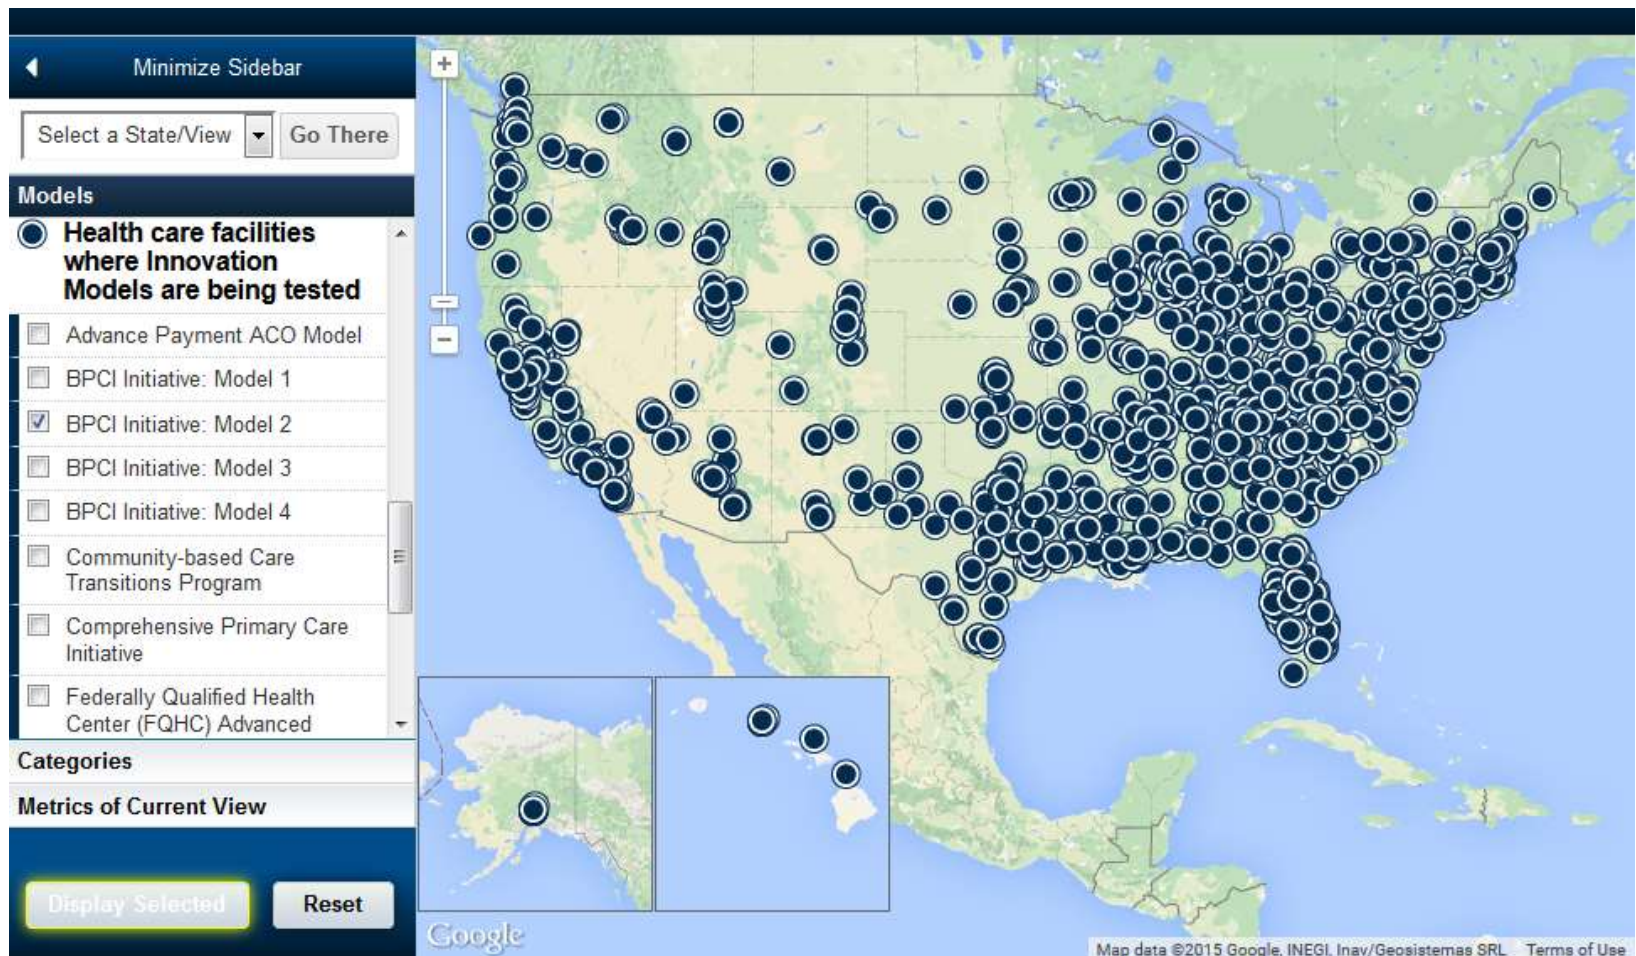 Minimize Sidebar
Select a State/View
Go There
Models
Health care facilities
where Innovation
Models are being tested
Advance Payment ACO Model
BPCI Initiative: Model 1
BPCI Initiative: Model 2
BPCI Initiative: Model 3
BPCI Initiative: Model 4
Community-based Care
Transitions Program
Comprehensive Primary Care
Initiative
Federally Qualified Health
Center (FQHC) Advanced
Categories
Metrics of Current View
Display Selected
Reset
Google
Map data ©2015 Google, INEGI, Inav/Geosistemas SRL
Terms of Use